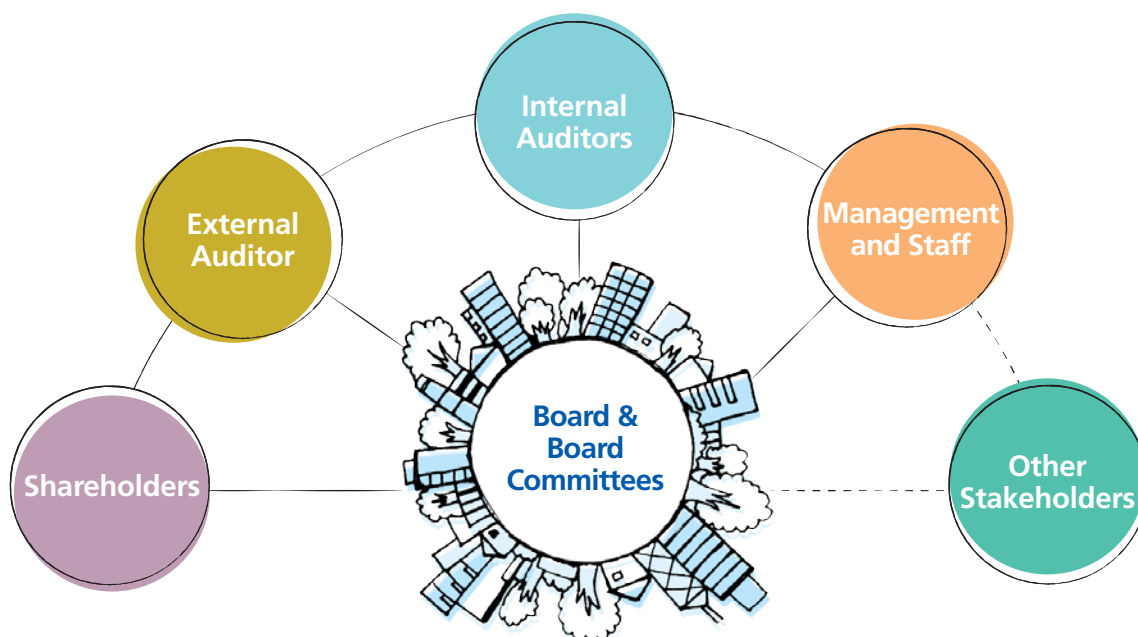 Internal
Auditors
External
Auditor
Management
and Staff
Board &
Board
Committees
Shareholders
Other
Stakeholders